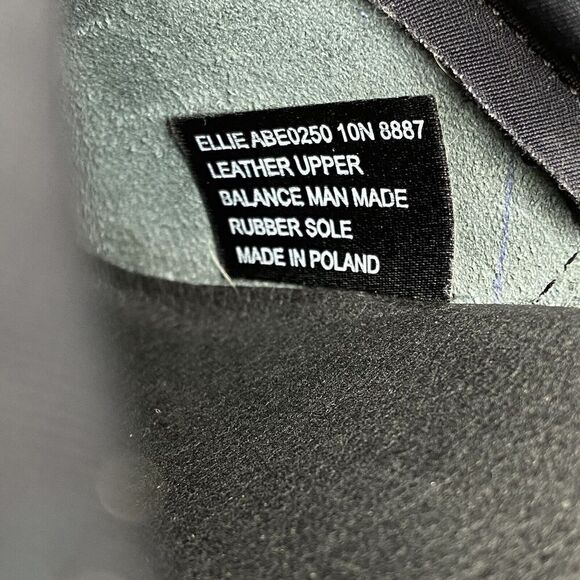 ELLIE ABE0250 10N 8887
LEATHER UPPER
BALANCE MAN MADE
RUBBER SOLE
MADE IN POLAND